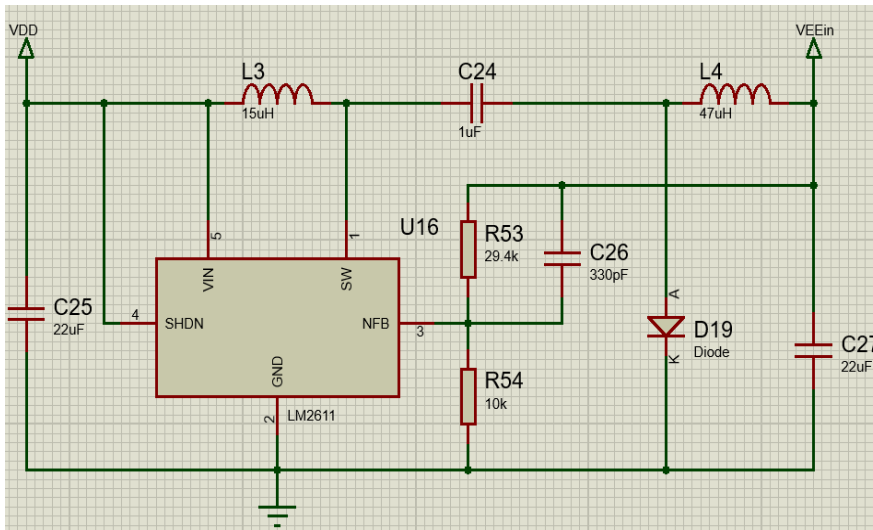 VDD
VEEin
L3
15uH
C24
1uF
L4
47uH
U16
R53
29.4k
C26
330pF
5
VIN
1
SW
C25
22uF
4
SHDN
NFB
3
A
D19
Diode
K
C27
22uF
GND
2
LM2611
R54
10k